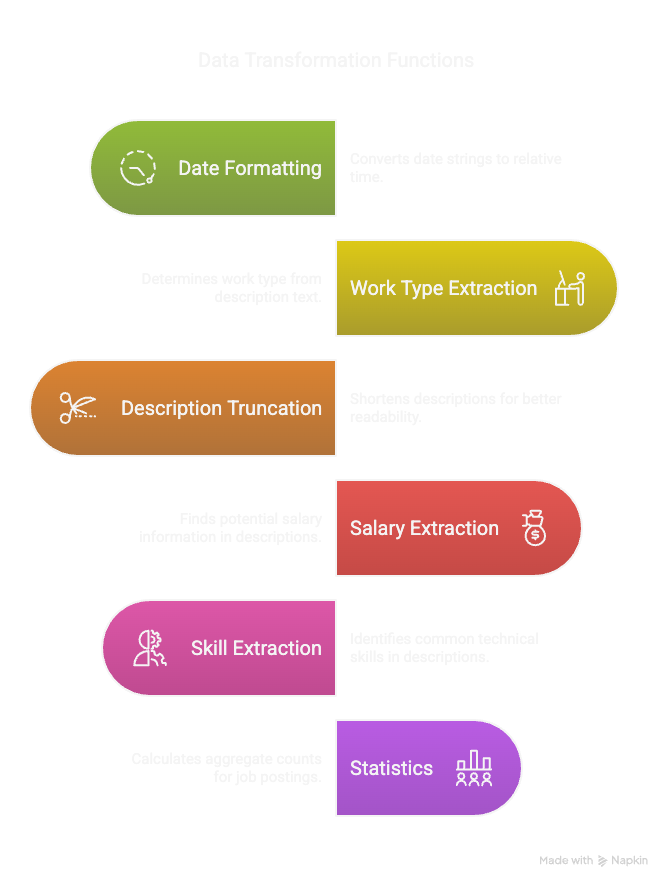 Data Transformation Functions
Date Formatting
Converts date strings to relative
time.
Work Type Extraction
Determines work type from
description text.
Description Truncation
Shortens descriptions for better
readability.
Salary Extraction
Finds potential salary
information in descriptions.
Skill Extraction
Identifies common technical
skills in descriptions.
Statistics
Calculates aggregate counts
for job postings.
Made with Napkin